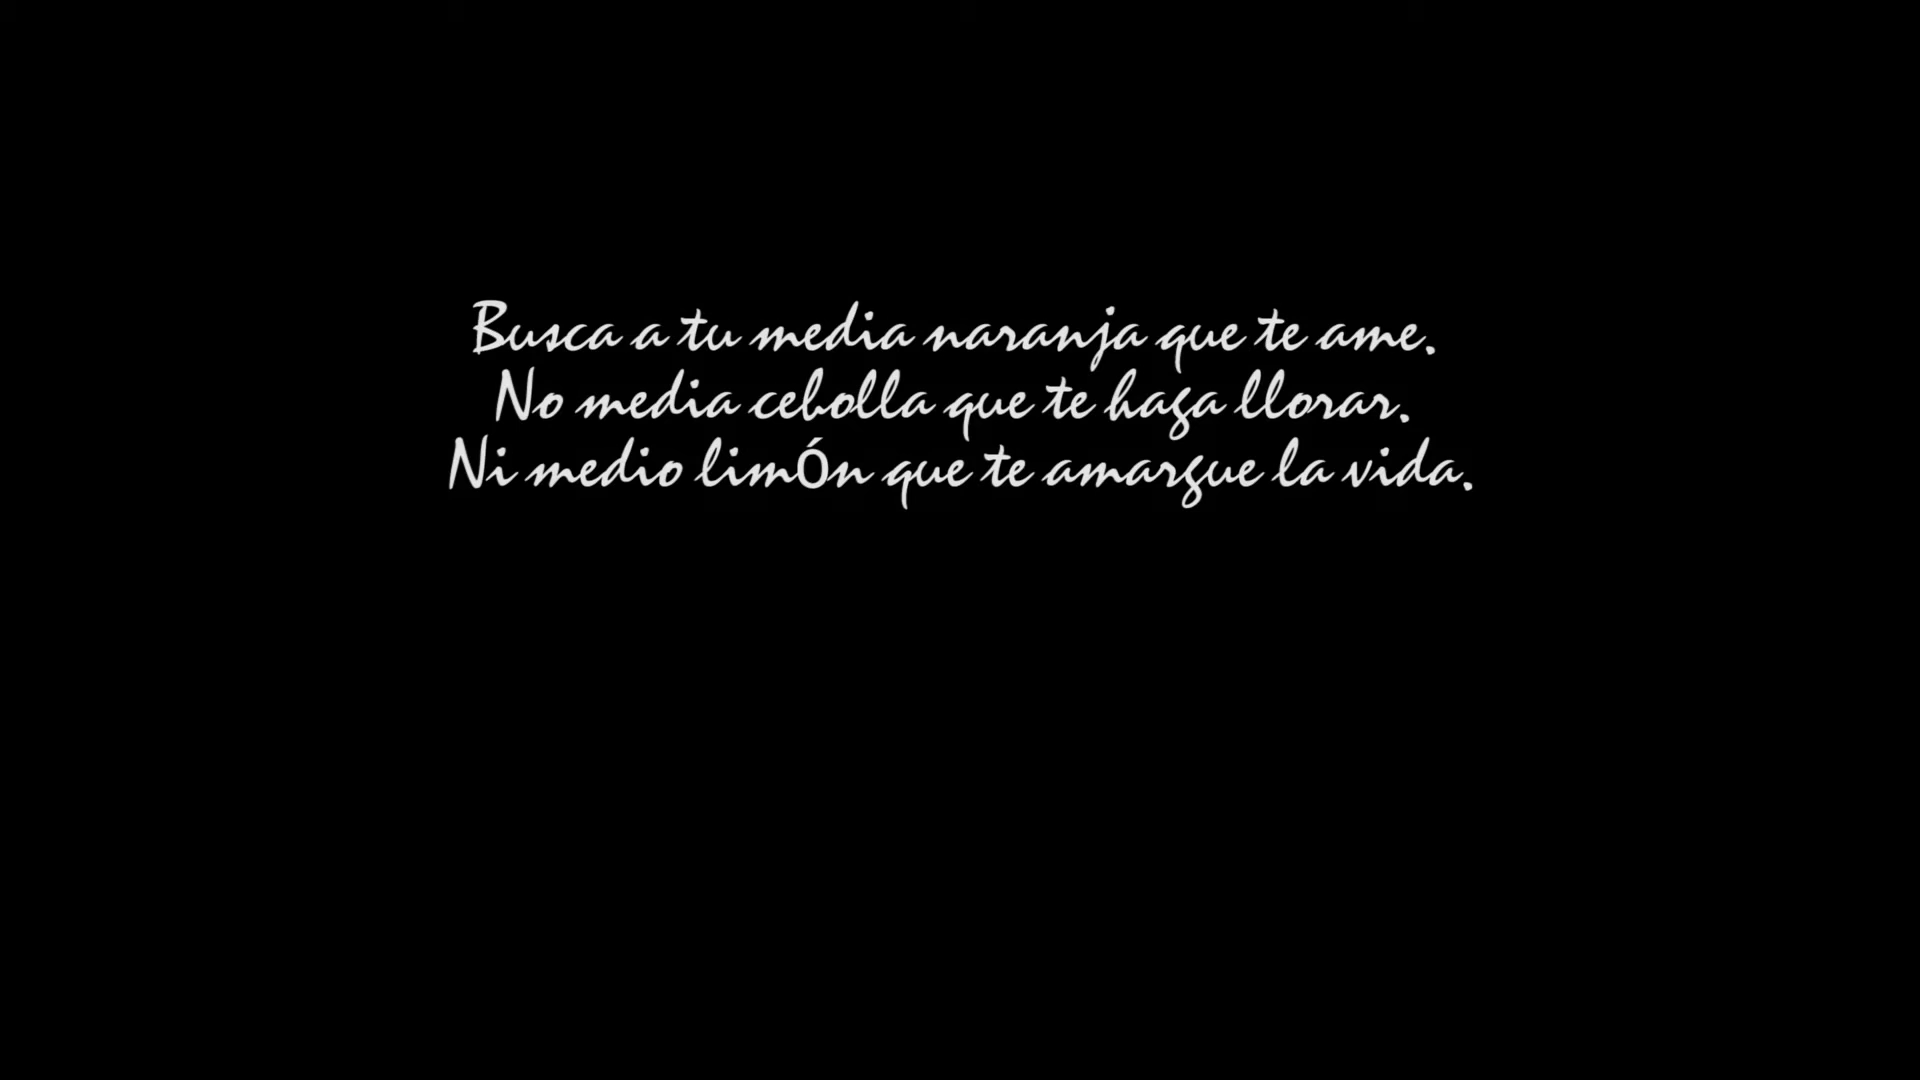 Busca a tu media naranja que te ame.
No media cebolla que te haga llorar.
Ni medio limÓn que te amargue la vida.